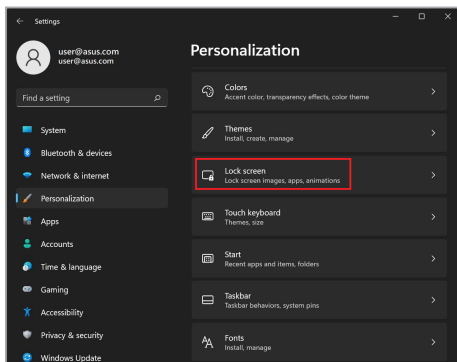 Settings
user@asus.com
user@asus.com
Find a setting
System
Bluetooth & devices
Network & internet
Personalization
Apps
Accounts
Time & language
Gaming
Accessibility
Privacy & security
Windows Update
Personalization
Colors
Accent color, transparency effects, color theme
Themes
Install, create, manage
Lock screen
Lock screen images, apps, animations
Touch keyboard
Themes, size
Start
Recent apps and items, folders
Taskbar
Taskbar behaviors, system pins
Fonts
Install, manage